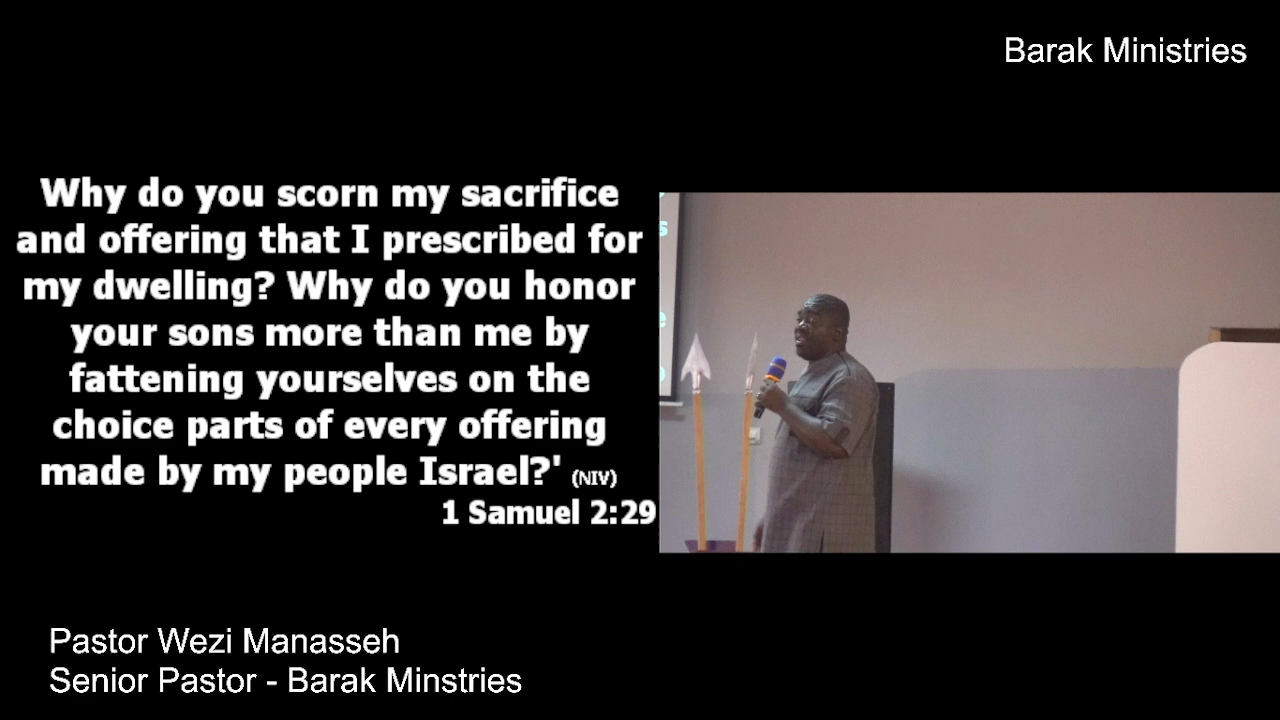 Barak Ministries
Why do you scorn my sacrifice
and offering that I prescribed for
my dwelling? Why do you honor
your sons more than me by
fattening yourselves on the
choice parts of every offering
made by my people Israel?' (NIV)
1 Samuel 2:29
Pastor Wezi Manasseh
Senior Pastor - Barak Minstries